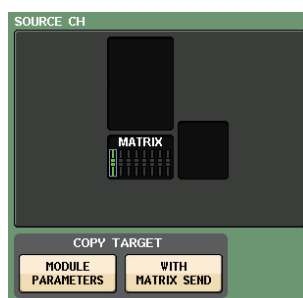 SOURCE CH
MATRIX
COPY TARGET
MODULE
PARAMETERS
WITH
MATRIX SEND